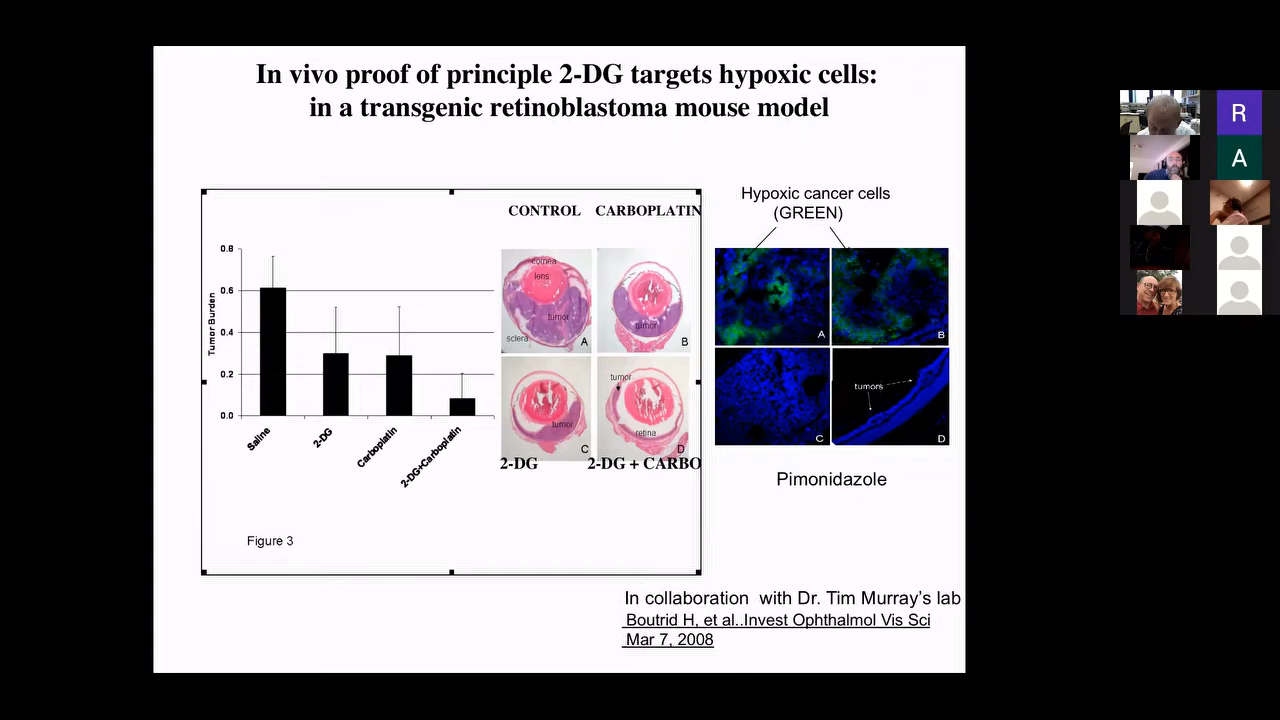 In vivo proof of principle 2-DG targets hypoxic cells:
in a transgenic retinoblastoma mouse model
CONTROL CARBOPLATIN
0.8
0.6
0.4
0.2
0.0
Tumor Burden
Saline
2-DG
Carboplatin
2-DG+Carboplatin
cornea
lens
tumor
sclera
A
tumor
B
tumor
C
tumor
retina
D
2-DG 2-DG + CARBO
Figure 3
Hypoxic cancer cells
(GREEN)
A
B
C
tumors
D
Pimonidazole
In collaboration with Dr. Tim Murray's lab
Boutrid H, et al..Invest Ophthalmol Vis Sci
Mar 7, 2008
R
A